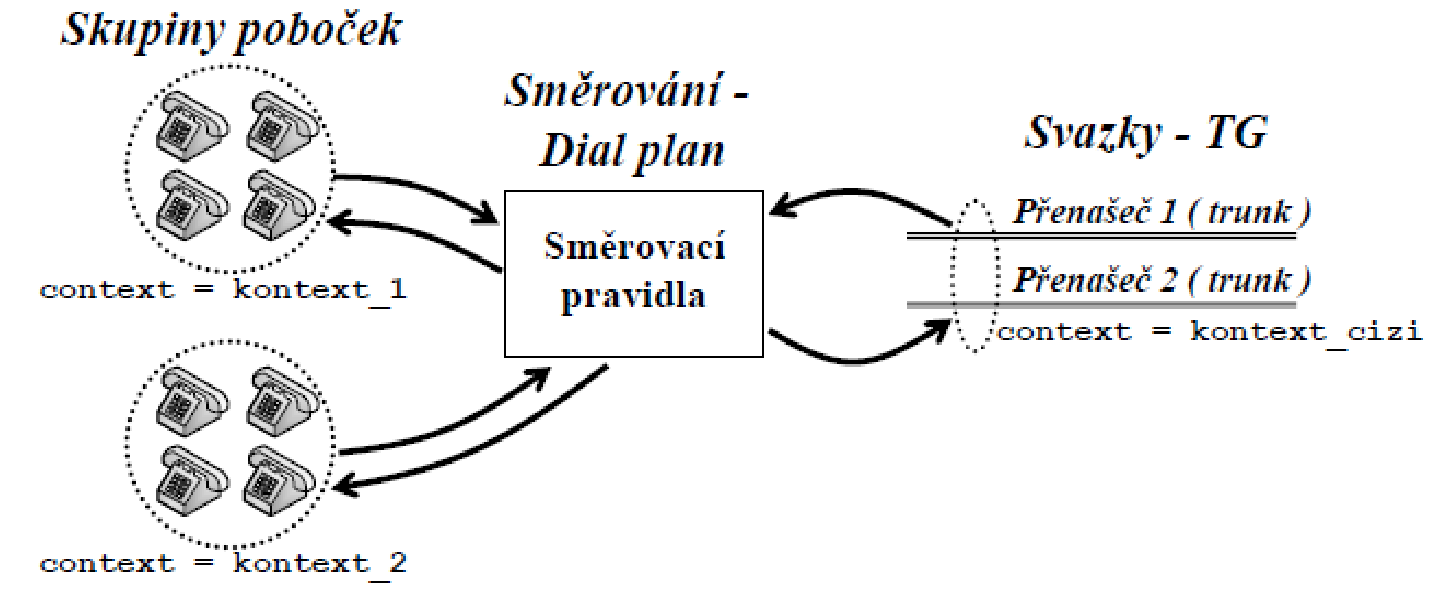 Skupiny poboček
context = kontext_1
context = kontext_2
Směrování -
Dial plan
Směrovací
pravidla
Svazky - TG
Přenašeč 1 ( trunk )
Přenašeč 2 ( trunk )
context = kontext_cizi